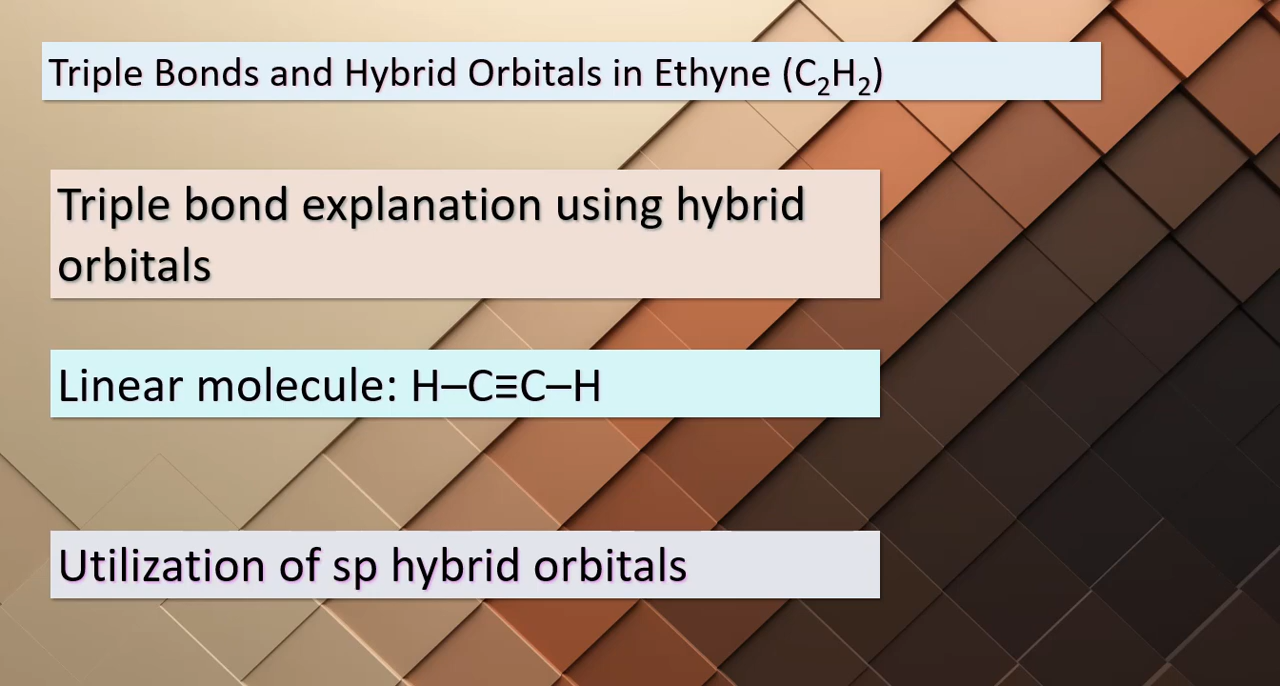 Triple Bonds and Hybrid Orbitals in Ethyne (C₂H₂)
Triple bond explanation using hybrid
orbitals
Linear molecule: H–C≡C–H
Utilization of sp hybrid orbitals